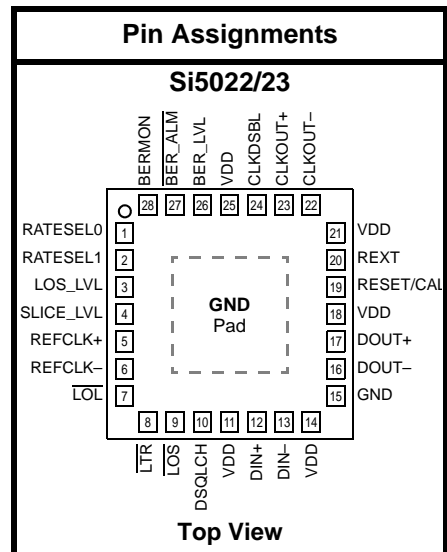 Pin Assignments
Si5022/23
BERMON
BER_ALM
BER_LVL
VDD
CLKDSBL
CLKOUT+
CLKOUT–
28 27 26 25 24 23 22
RATESEL0 1
RATESEL1 2
LOS_LVL 3
SLICE_LVL 4
REFCLK+ 5
REFCLK– 6
LOL 7
GND
Pad
21 VDD
20 REXT
19 RESET/CAL
18 VDD
17 DOUT+
16 DOUT–
15 GND
8 9 10 11 12 13 14
LTR
LOS
DSQLCH
VDD
DIN+
DIN–
VDD
Top View